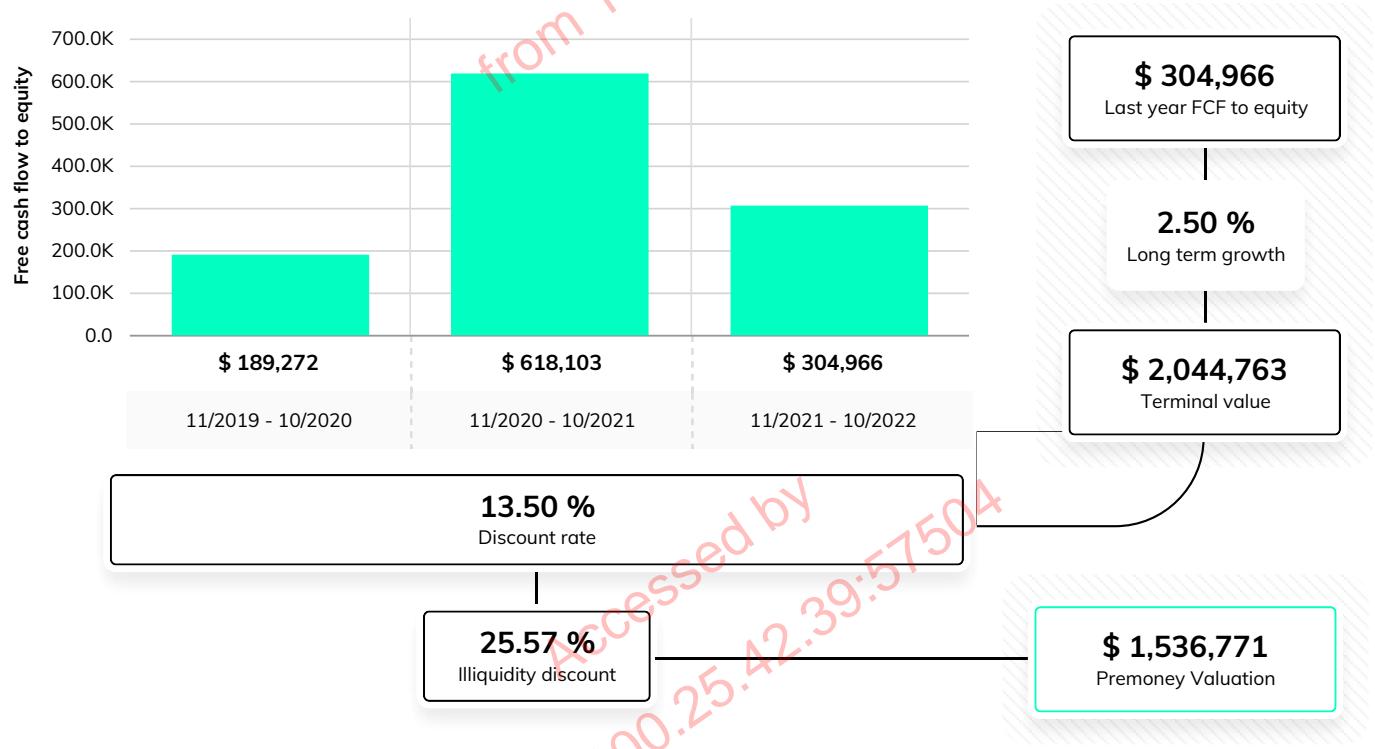 from
Free cash flow to equity
700.0K
600.0K
500.0K
400.0K
300.0K
200.0K
100.0K
0.0
$ 189,272
$ 618,103
$ 304,966
11/2019 - 10/2020
11/2020 - 10/2021
11/2021 - 10/2022
$ 304,966
Last year FCF to equity
2.50 %
Long term growth
$ 2,044,763
Terminal value
13.50 %
Discount rate
25.57 %
Illiquidity discount
$ 1,536,771
Premoney Valuation
Accessed by
00.25.42.39:57504